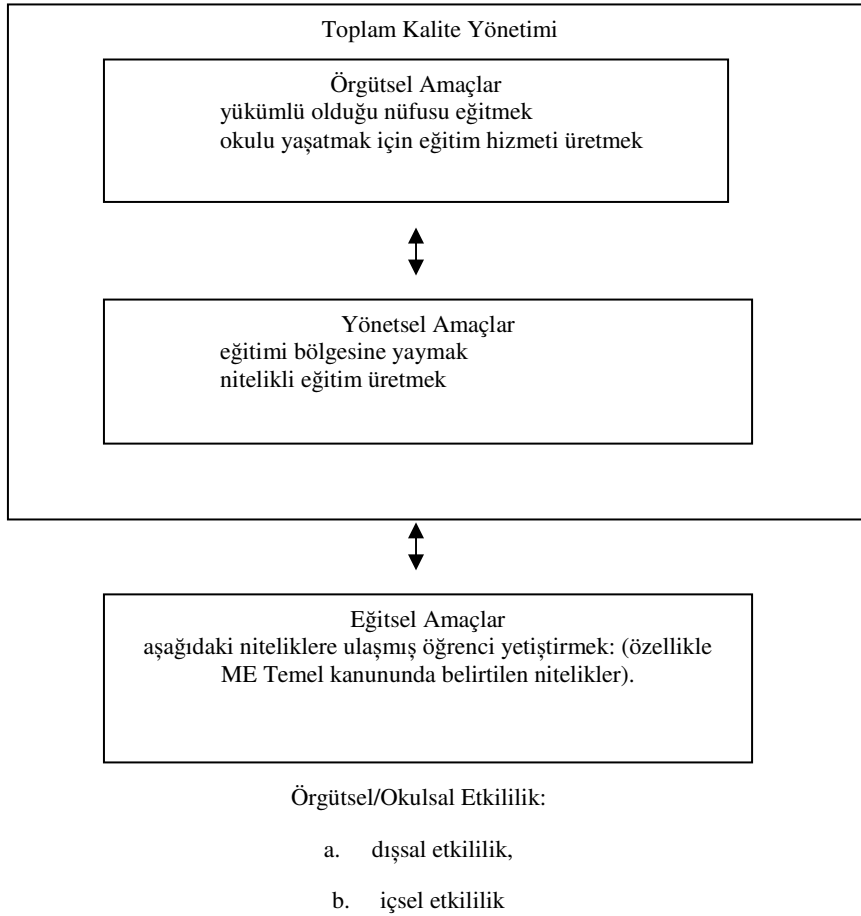 Toplam Kalite Yönetimi
Örgütsel Amaçlar
yükümlü olduğu nüfusu eğitmek
okulu yaşatmak için eğitim hizmeti üretmek
Yönetsel Amaçlar
eğitimi bölgesine yaymak
nitelikli eğitim üretmek
Eğitsel Amaçlar
aşağıdaki niteliklere ulaşmış öğrenci yetiştirmek: (özellikle
ME Temel kanununda belirtilen nitelikler).
Örgütsel/Okulsal Etkililik:
a. dışsal etkililik,
b. içsel etkililik